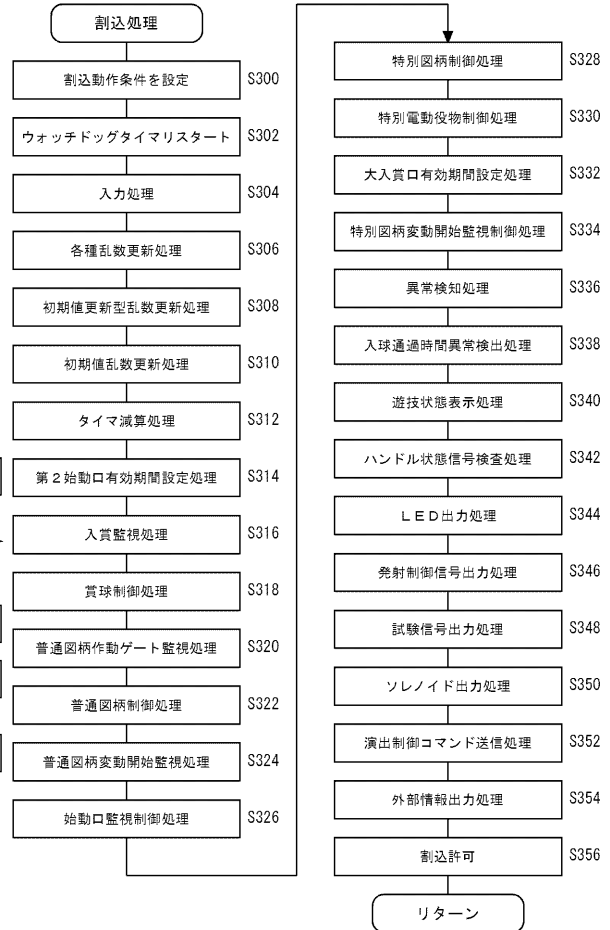 割込処理
割込動作条件を設定 S300
ウォッチドッグタイマリスタート S302
入力処理 S304
各種乱数更新処理 S306
初期値更新型乱数更新処理 S308
初期値乱数更新処理 S310
タイマ減算処理 S312
第2始動口有効期間設定処理 S314
入賞監視処理 S316
賞球制御処理 S318
普通図柄作動ゲート監視処理 S320
普通図柄制御処理 S322
普通図柄変動開始監視処理 S324
始動口監視制御処理 S326
特別図柄制御処理 S328
特別電動役物制御処理 S330
大入賞口有効期間設定処理 S332
特別図柄変動開始監視制御処理 S334
異常検知処理 S336
入球通過時間異常検出処理 S338
遊技状態表示処理 S340
ハンドル状態信号検査処理 S342
LED出力処理 S344
発射制御信号出力処理 S346
試験信号出力処理 S348
ソレノイド出力処理 S350
演出制御コマンド送信処理 S352
外部情報出力処理 S354
割込許可 S356
リターン